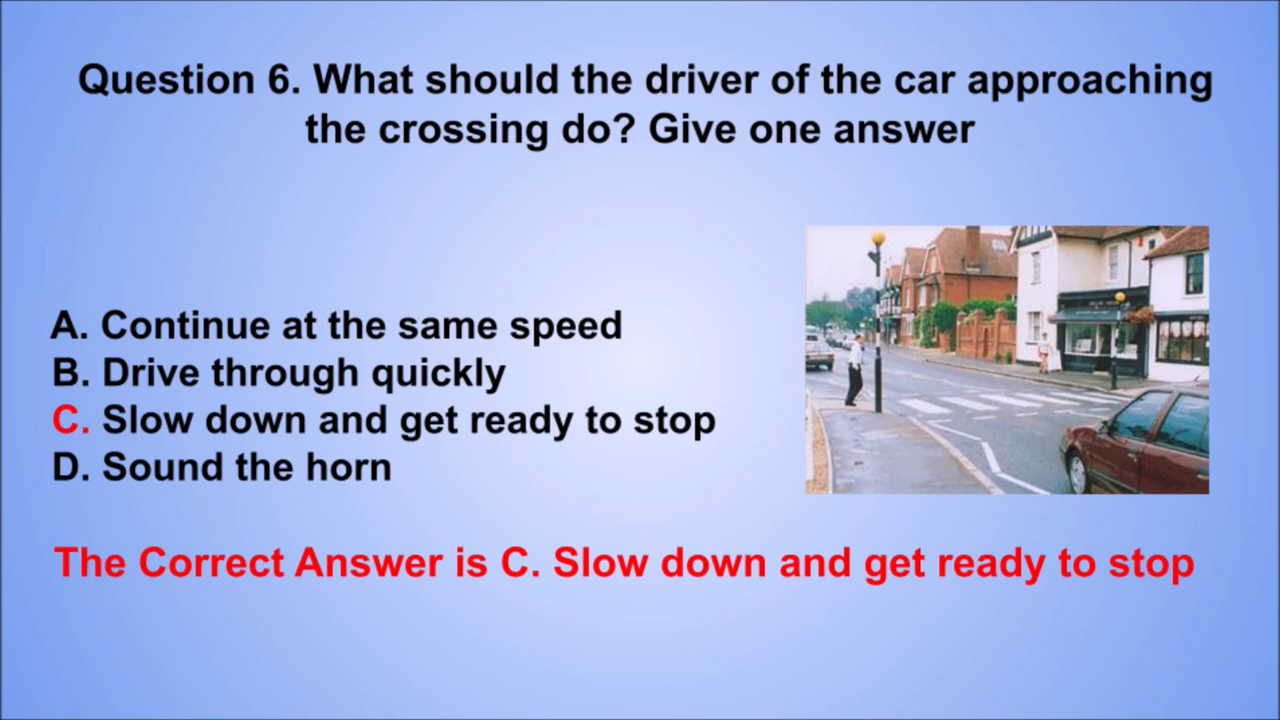 Question 6. What should the driver of the car approaching
the crossing do? Give one answer
A. Continue at the same speed
B. Drive through quickly
C. Slow down and get ready to stop
D. Sound the horn
The Correct Answer is C. Slow down and get ready to stop